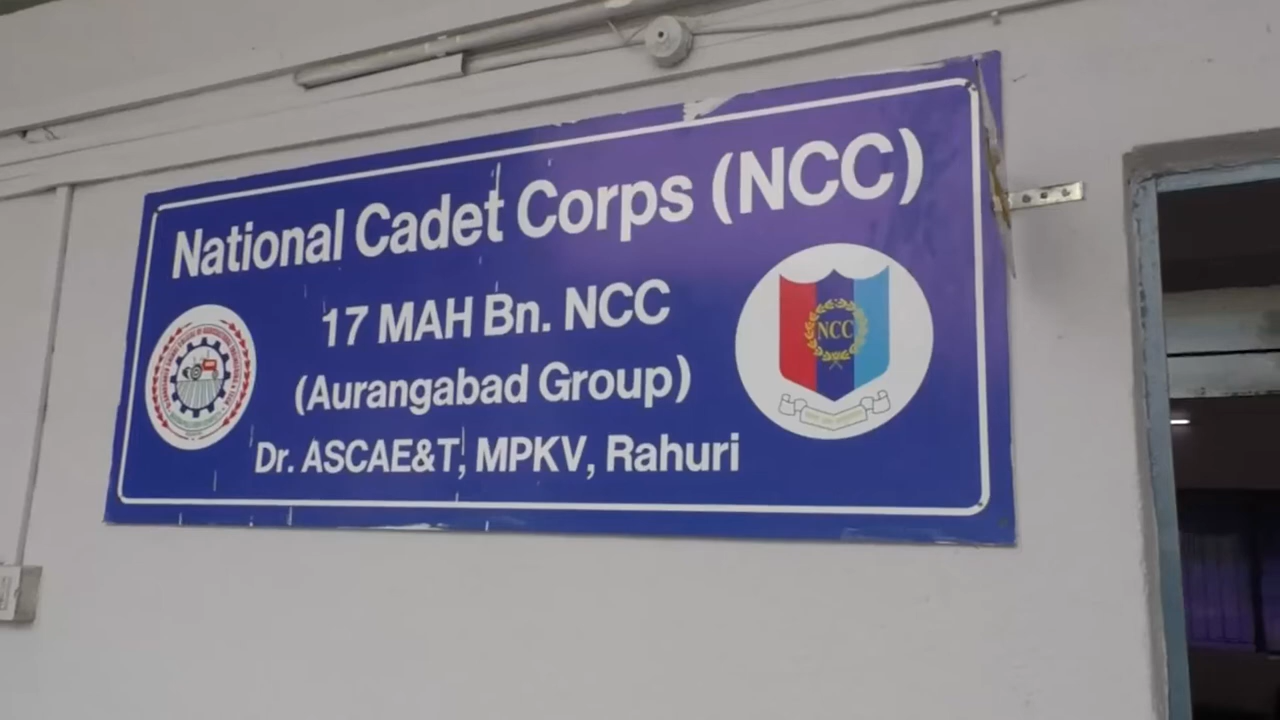 National Cadet Corps (NCC)
17 MAH Bn. NCC
(Aurangabad Group)
Dr. ASCAE&T, MPKV, Rahuri
NCC